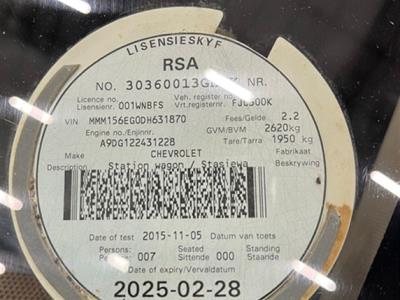 LISENSIESKYF
RSA
NO. 30360013G NR.
Licence no. Veh. register no.
Lisensienr. 001WNBFS Vrt.registernr. FJC500K
VIN MMM156EG0DH631870 Fees/Gelde 2.2
Engine no./Enjinnr. GVM/BVM 2620kg
A9DG122431228 Tare/Tarra 1950 kg
Make CHEVROLET Fabrikaat
Description Station wagon / Stasiewa Beskrywing
Date of test 2015-11-05 Datum van toets
Persons: Seated Standing
Persone: 007 Sittende 000 Staande
Date of expiry/Vervaldatum
2025-02-28